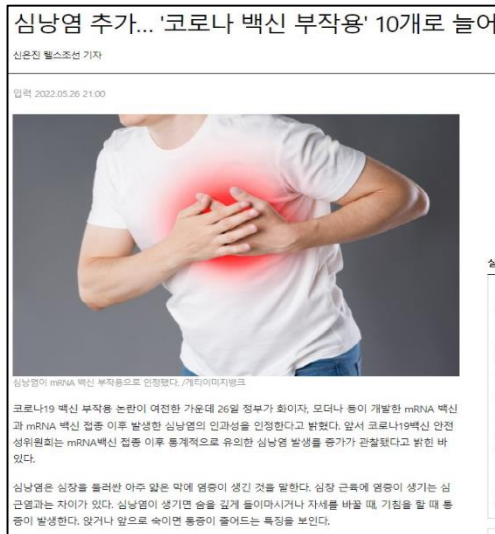 심낭염 추가... '코로나 백신 부작용' 10개로 늘어
신은진 헬스조선 기자
입력 2022.05.26 21:00
심낭염이 mRNA 백신 부작용으로 인정됐다. /게티이미지뱅크
코로나19 백신 부작용 논란이 여전한 가운데 26일 정부가 화이자, 모더나 등이 개발한 mRNA 백신
과 mRNA 백신 접종 이후 발생한 심낭염의 인과성을 인정한다고 밝혔다. 앞서 코로나19백신 안전
성위원회는 mRNA백신 접종 이후 통계적으로 유의한 심낭염 발생률 증가가 관찰됐다고 밝힌 바
있다.
심낭염은 심장을 둘러싼 아주 얇은 막에 염증이 생긴 것을 말한다. 심장 근육에 염증이 생기는 심
근염과는 차이가 있다. 심낭염이 생기면 숨을 깊게 들이마시거나 자세를 바꿀 때, 기침을 할 때 통
증이 발생한다. 앉거나 앞으로 숙이면 통증이 줄어드는 특징을 보인다.